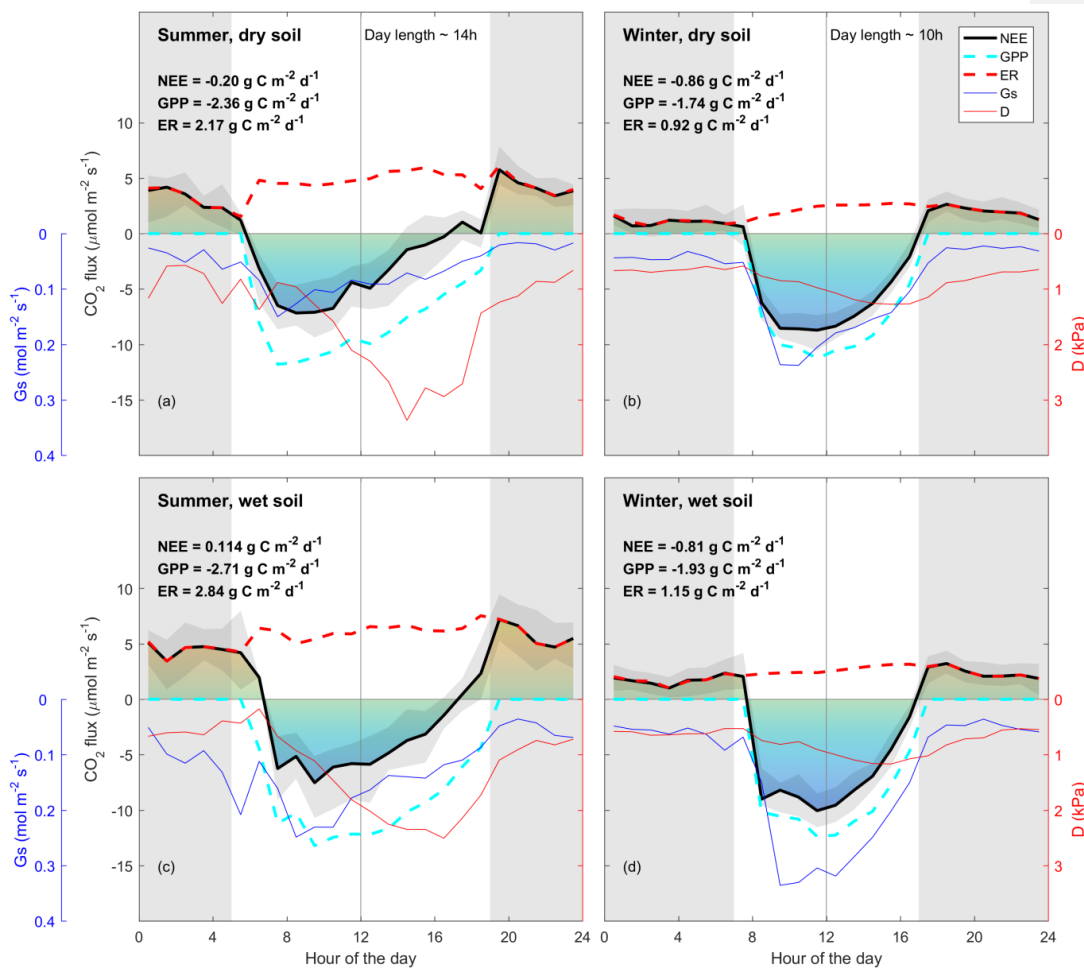 Summer, dry soil
Day length ~ 14h
NEE = -0.20 g C m⁻² d⁻¹
GPP = -2.36 g C m⁻² d⁻¹
ER = 2.17 g C m⁻² d⁻¹
10
5
0
-5
-10
-15
CO₂ flux (μmol m⁻² s⁻¹)
0
0.1
0.2
0.3
0.4
Gs (mol m⁻² s⁻¹)
(a)
Winter, dry soil
Day length ~ 10h
NEE = -0.86 g C m⁻² d⁻¹
GPP = -1.74 g C m⁻² d⁻¹
ER = 0.92 g C m⁻² d⁻¹
NEE
GPP
ER
Gs
D
0
1
2
3
D (kPa)
(b)
Summer, wet soil
NEE = 0.114 g C m⁻² d⁻¹
GPP = -2.71 g C m⁻² d⁻¹
ER = 2.84 g C m⁻² d⁻¹
10
5
0
-5
-10
-15
CO₂ flux (μmol m⁻² s⁻¹)
0
0.1
0.2
0.3
0.4
Gs (mol m⁻² s⁻¹)
(c)
0 4 8 12 16 20 24
Hour of the day
Winter, wet soil
NEE = -0.81 g C m⁻² d⁻¹
GPP = -1.93 g C m⁻² d⁻¹
ER = 1.15 g C m⁻² d⁻¹
0
1
2
3
D (kPa)
(d)
0 4 8 12 16 20 24
Hour of the day